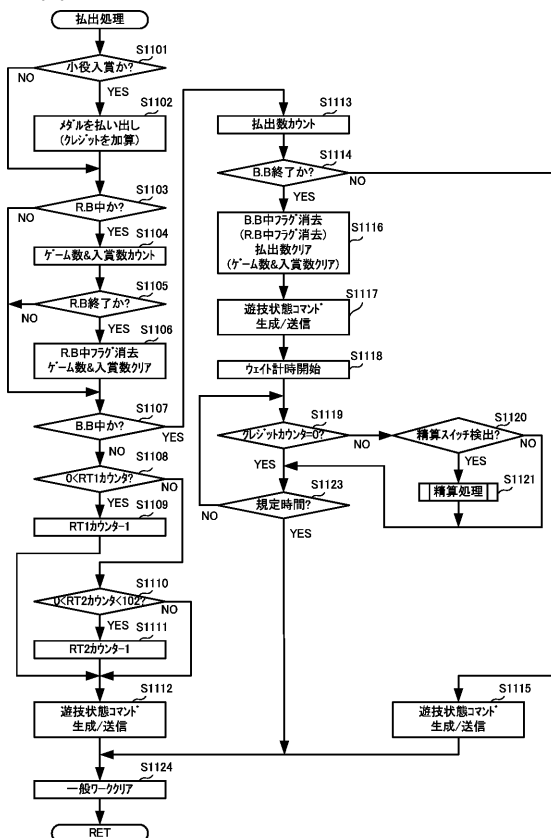 払出処理
S1101
小役入賞か?
NO
YES
S1102
ﾒﾀﾞﾙを払い出し
(ｸﾚｼﾞｯﾄを加算)
S1103
R.B中か?
NO
YES
S1104
ｹﾞｰﾑ数&入賞数ｶｳﾝﾄ
S1105
R.B終了か?
NO
YES
S1106
R.B中ﾌﾗｸﾞ消去
ｹﾞｰﾑ数&入賞数ｸﾘｱ
S1107
B.B中か?
YES
NO
S1108
0<RT1ｶｳﾝﾀ?
NO
YES
S1109
RT1ｶｳﾝﾀ-1
S1110
0<RT2ｶｳﾝﾀ<102?
NO
YES
S1111
RT2ｶｳﾝﾀ-1
S1112
遊技状態ｺﾏﾝﾄﾞ
生成/送信
S1113
払出数ｶｳﾝﾄ
S1114
B.B終了か?
NO
YES
S1116
B.B中ﾌﾗｸﾞ消去
(R.B中ﾌﾗｸﾞ消去)
払出数ｸﾘｱ
(ｹﾞｰﾑ数&入賞数ｸﾘｱ)
S1117
遊技状態ｺﾏﾝﾄﾞ
生成/送信
S1118
ｳｪｲﾄ計時開始
S1119
ｸﾚｼﾞｯﾄｶｳﾝﾀ=0?
NO
YES
S1120
精算ｽｲｯﾁ検出?
NO
YES
S1121
精算処理
S1123
規定時間?
NO
YES
S1115
遊技状態ｺﾏﾝﾄﾞ
生成/送信
S1124
一般ﾜｰｸｸﾘｱ
RET